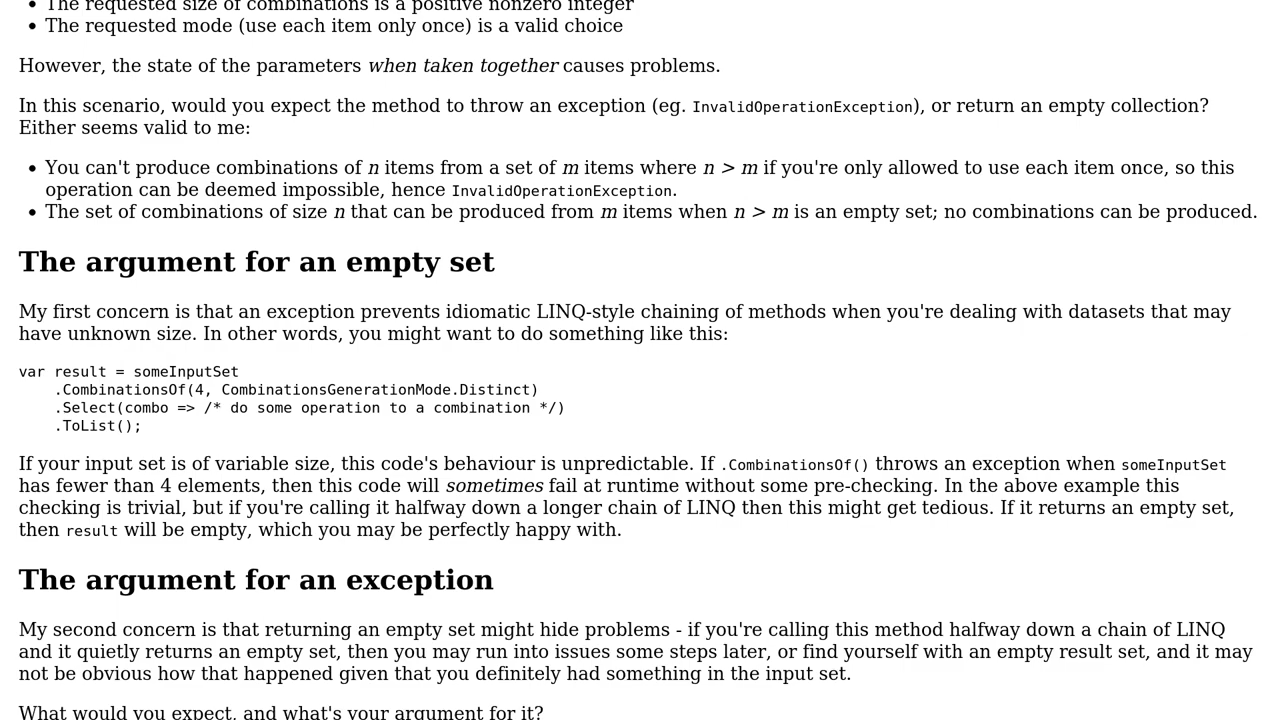 The requested size of combinations is a positive nonzero integer
The requested mode (use each item only once) is a valid choice
However, the state of the parameters when taken together causes problems.
In this scenario, would you expect the method to throw an exception (eg. InvalidOperationException), or return an empty collection?
Either seems valid to me:
You can't produce combinations of n items from a set of m items where n > m if you're only allowed to use each item once, so this
operation can be deemed impossible, hence InvalidOperationException.
The set of combinations of size n that can be produced from m items when n > m is an empty set; no combinations can be produced.
The argument for an empty set
My first concern is that an exception prevents idiomatic LINQ-style chaining of methods when you're dealing with datasets that may
have unknown size. In other words, you might want to do something like this:
var result = someInputSet
    .CombinationsOf(4, CombinationsGenerationMode.Distinct)
    .Select(combo => /* do some operation to a combination */)
    .ToList();
If your input set is of variable size, this code's behaviour is unpredictable. If .CombinationsOf() throws an exception when someInputSet
has fewer than 4 elements, then this code will sometimes fail at runtime without some pre-checking. In the above example this
checking is trivial, but if you're calling it halfway down a longer chain of LINQ then this might get tedious. If it returns an empty set,
then result will be empty, which you may be perfectly happy with.
The argument for an exception
My second concern is that returning an empty set might hide problems - if you're calling this method halfway down a chain of LINQ
and it quietly returns an empty set, then you may run into issues some steps later, or find yourself with an empty result set, and it may
not be obvious how that happened given that you definitely had something in the input set.
What would you expect, and what's your argument for it?